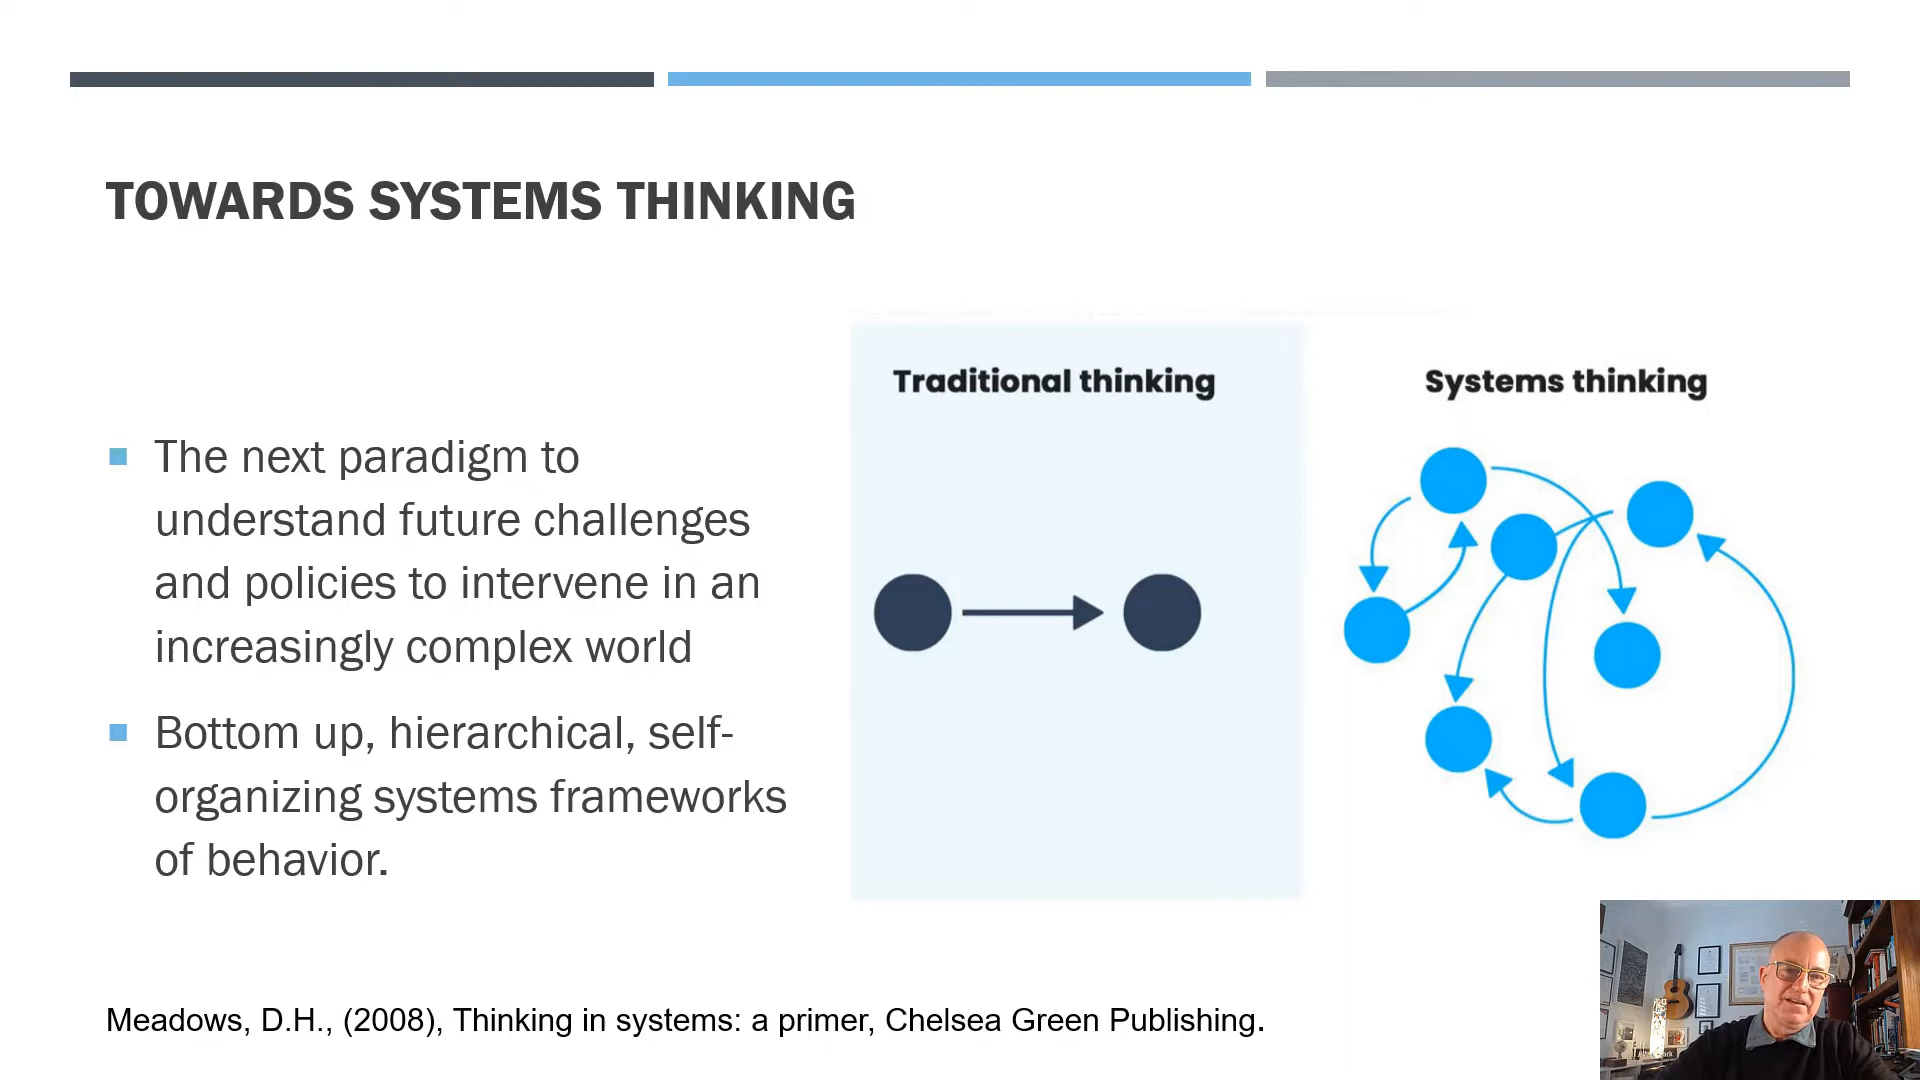 TOWARDS SYSTEMS THINKING
The next paradigm to
understand future challenges
and policies to intervene in an
increasingly complex world
Bottom up, hierarchical, self-
organizing systems frameworks
of behavior.
Traditional thinking
Systems thinking
Meadows, D.H., (2008), Thinking in systems: a primer, Chelsea Green Publishing.